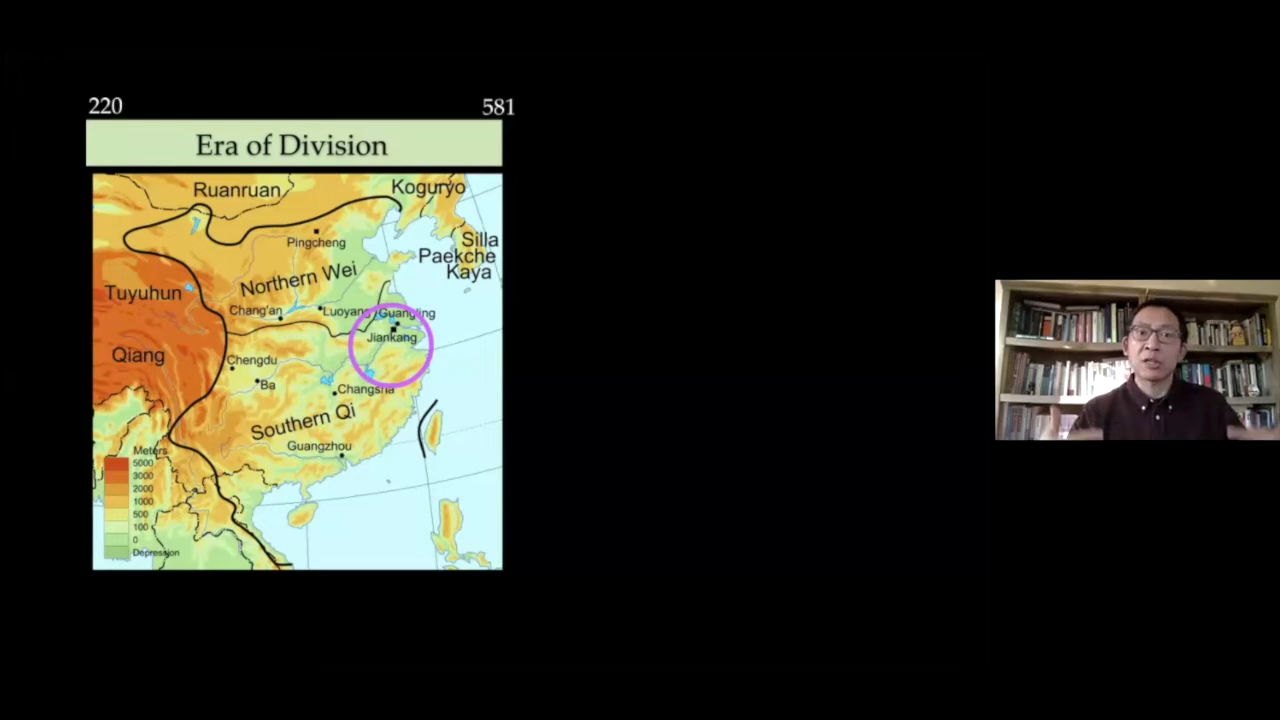 220
581
Era of Division
Ruanruan
Koguryo
Pingcheng
Silla
Paekche
Kaya
Northern Wei
Tuyuhun
Chang'an
Luoyang
Guangling
Jiankang
Qiang
Chengdu
Ba
Changsha
Southern Qi
Guangzhou
Meters
5000
3000
2000
1000
500
100
0
Depression